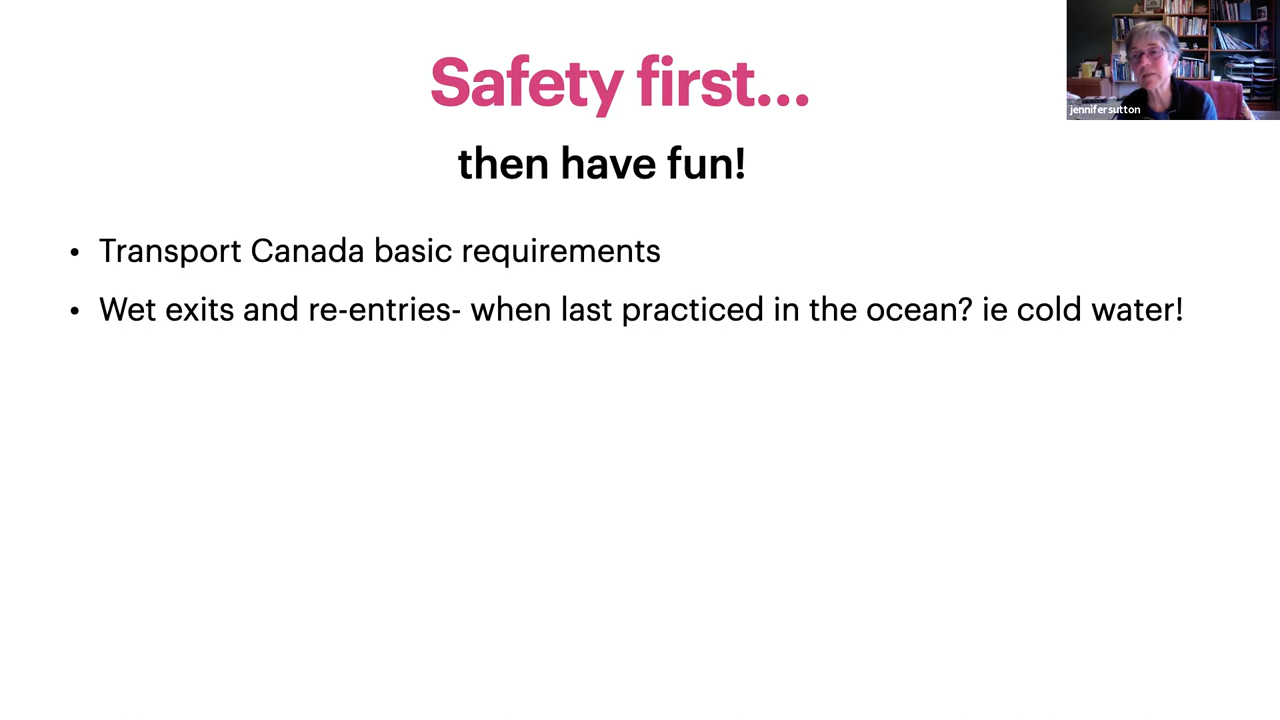 Safety first...
then have fun!
jennifersutton
• Transport Canada basic requirements
• Wet exits and re-entries- when last practiced in the ocean? ie cold water!